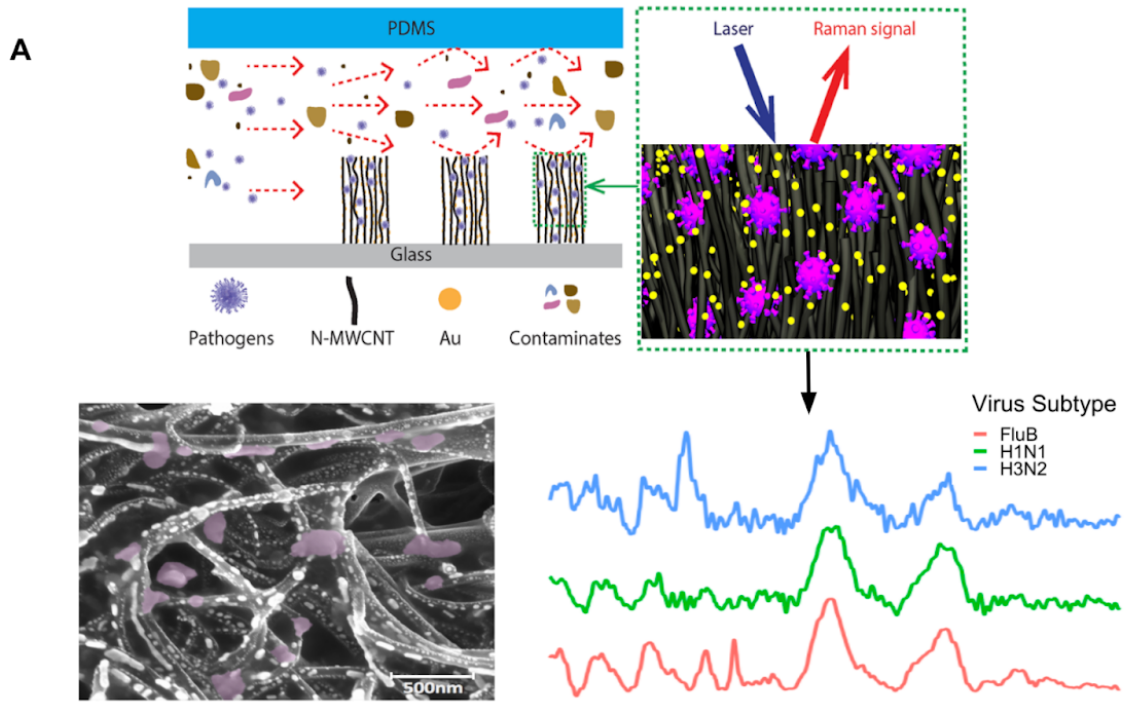 A
PDMS
Laser
Raman signal
Glass
Pathogens
N-MWCNT
Au
Contaminates
Virus Subtype
FluB
H1N1
H3N2
500nm